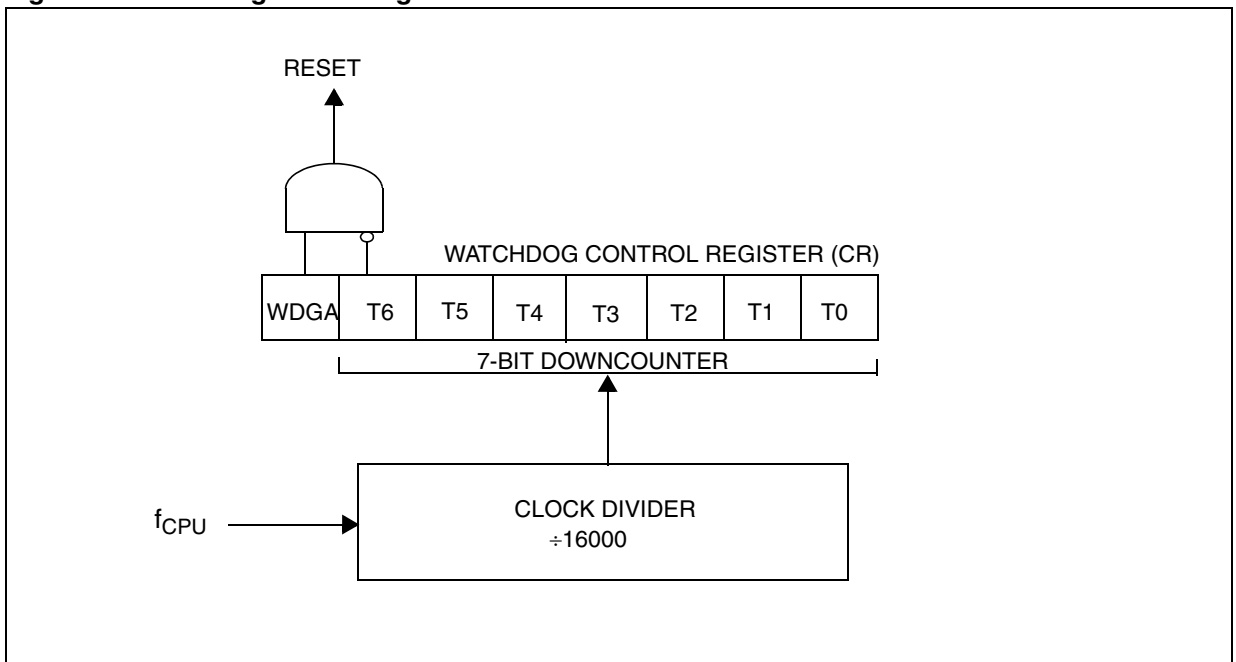 RESET
WATCHDOG CONTROL REGISTER (CR)
WDGA T6 T5 T4 T3 T2 T1 T0
7-BIT DOWNCOUNTER
fCPU
CLOCK DIVIDER
÷16000